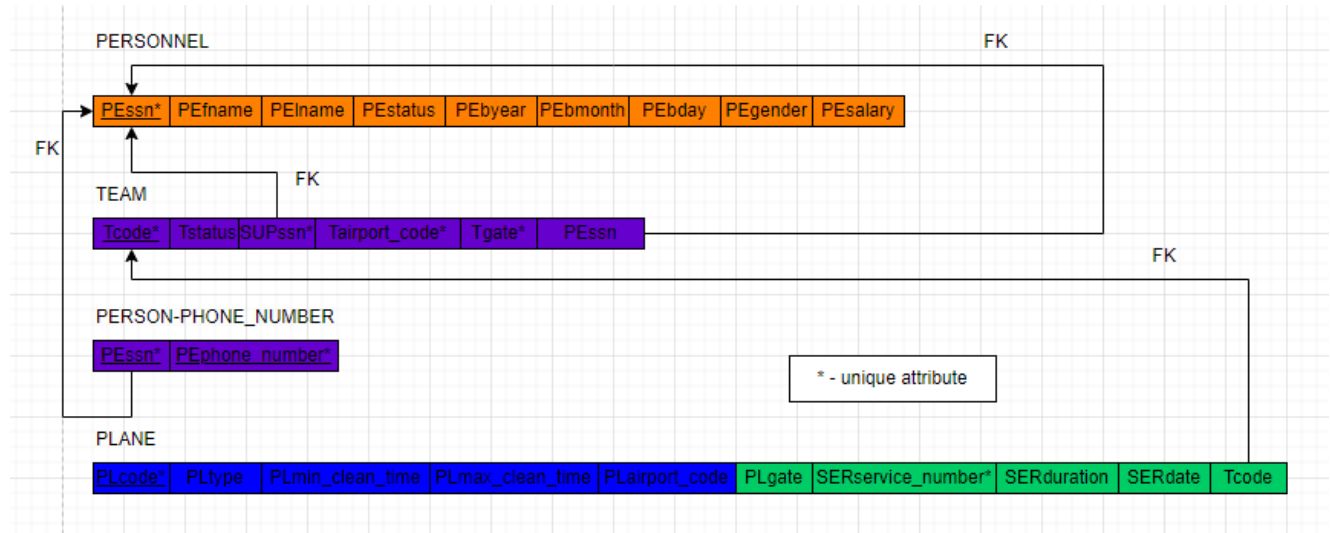 PERSONNEL FK
PEssn* PEfname PElname PEstatus PEbyear PEbmonth PEbday PEgender PEsalary
FK
FK
TEAM
Tcode* Tstatus SUPssn* Tairport_code* Tgate* PEssn
FK
PERSON-PHONE_NUMBER
PEssn* PEphone_number*
* - unique attribute
PLANE
PLcode* PLtype PLmin_clean_time PLmax_clean_time PLairport_code PLgate SERservice_number* SERduration SERdate Tcode